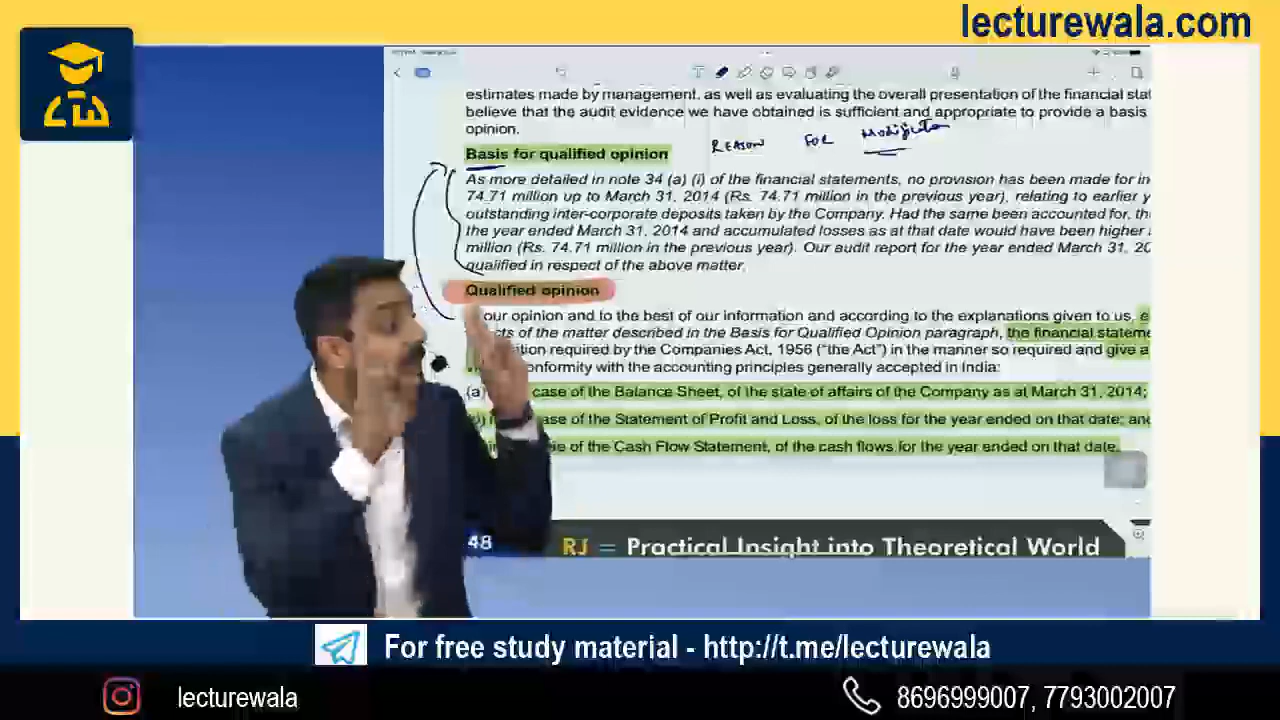 lecturewala.com
estimates made by management, as well as evaluating the overall presentation of the financial stat
believe that the audit evidence we have obtained is sufficient and appropriate to provide a basis
opinion.
REASON FOR Modification
Basis for qualified opinion
As more detailed in note 34 (a) (i) of the financial statements, no provision has been made for in
74.71 million up to March 31, 2014 (Rs. 74.71 million in the previous year), relating to earlier y
outstanding inter-corporate deposits taken by the Company. Had the same been accounted for, th
the year ended March 31, 2014 and accumulated losses as at that date would have been higher
million (Rs. 74.71 million in the previous year). Our audit report for the year ended March 31, 20
qualified in respect of the above matter.
Qualified opinion
our opinion and to the best of our information and according to the explanations given to us, e
cts of the matter described in the Basis for Qualified Opinion paragraph, the financial stateme
tion required by the Companies Act, 1956 ("the Act") in the manner so required and give a
onformity with the accounting principles generally accepted in India:
(a) case of the Balance Sheet, of the state of affairs of the Company as at March 31, 2014;
se of the Statement of Profit and Loss, of the loss for the year ended on that date; and
e of the Cash Flow Statement, of the cash flows for the year ended on that date.
48 RJ = Practical Insight into Theoretical World
For free study material - http://t.me/lecturewala
lecturewala 8696999007, 7793002007